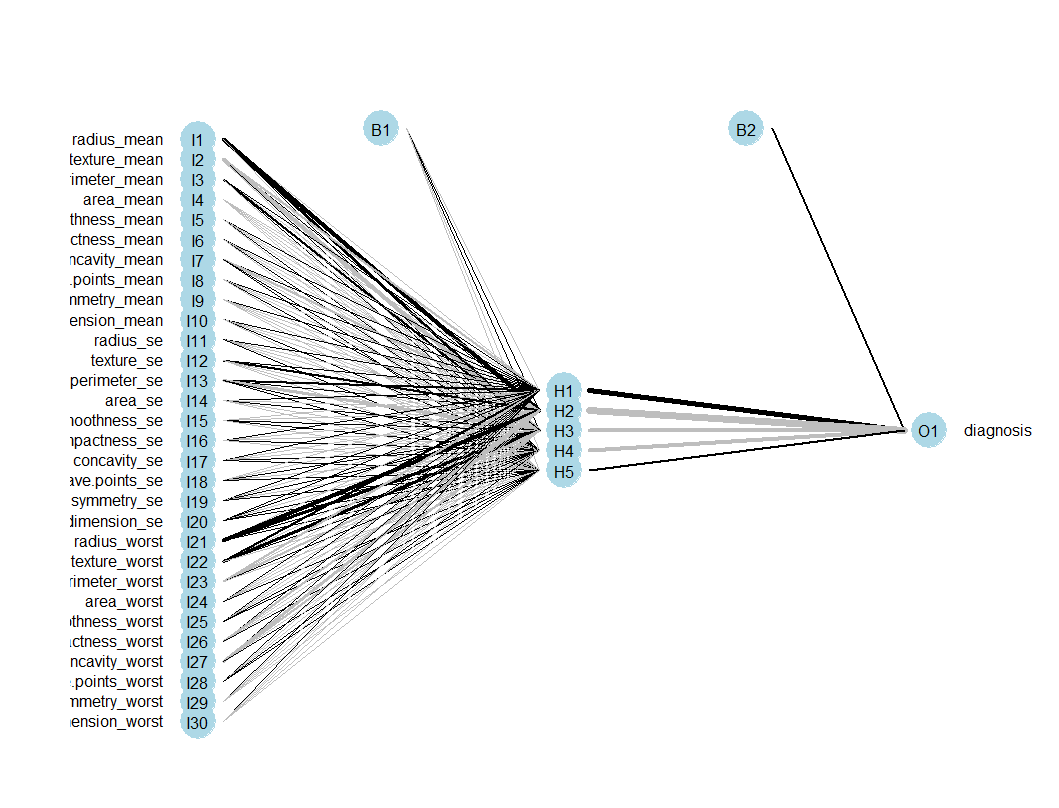 B1 B2
radius_mean I1
texture_mean I2
rimeter_mean I3
area_mean I4
thness_mean I5
ctness_mean I6
ncavity_mean I7
.points_mean I8
mmetry_mean I9
ension_mean I10
radius_se I11
texture_se I12
perimeter_se I13
area_se I14
noothness_se I15
mpactness_se I16
concavity_se I17
ave.points_se I18
symmetry_se I19
dimension_se I20
radius_worst I21
texture_worst I22
rimeter_worst I23
area_worst I24
othness_worst I25
actness_worst I26
ncavity_worst I27
e.points_worst I28
mmetry_worst I29
nension_worst I30
H1
H2
H3
H4
H5
O1 diagnosis